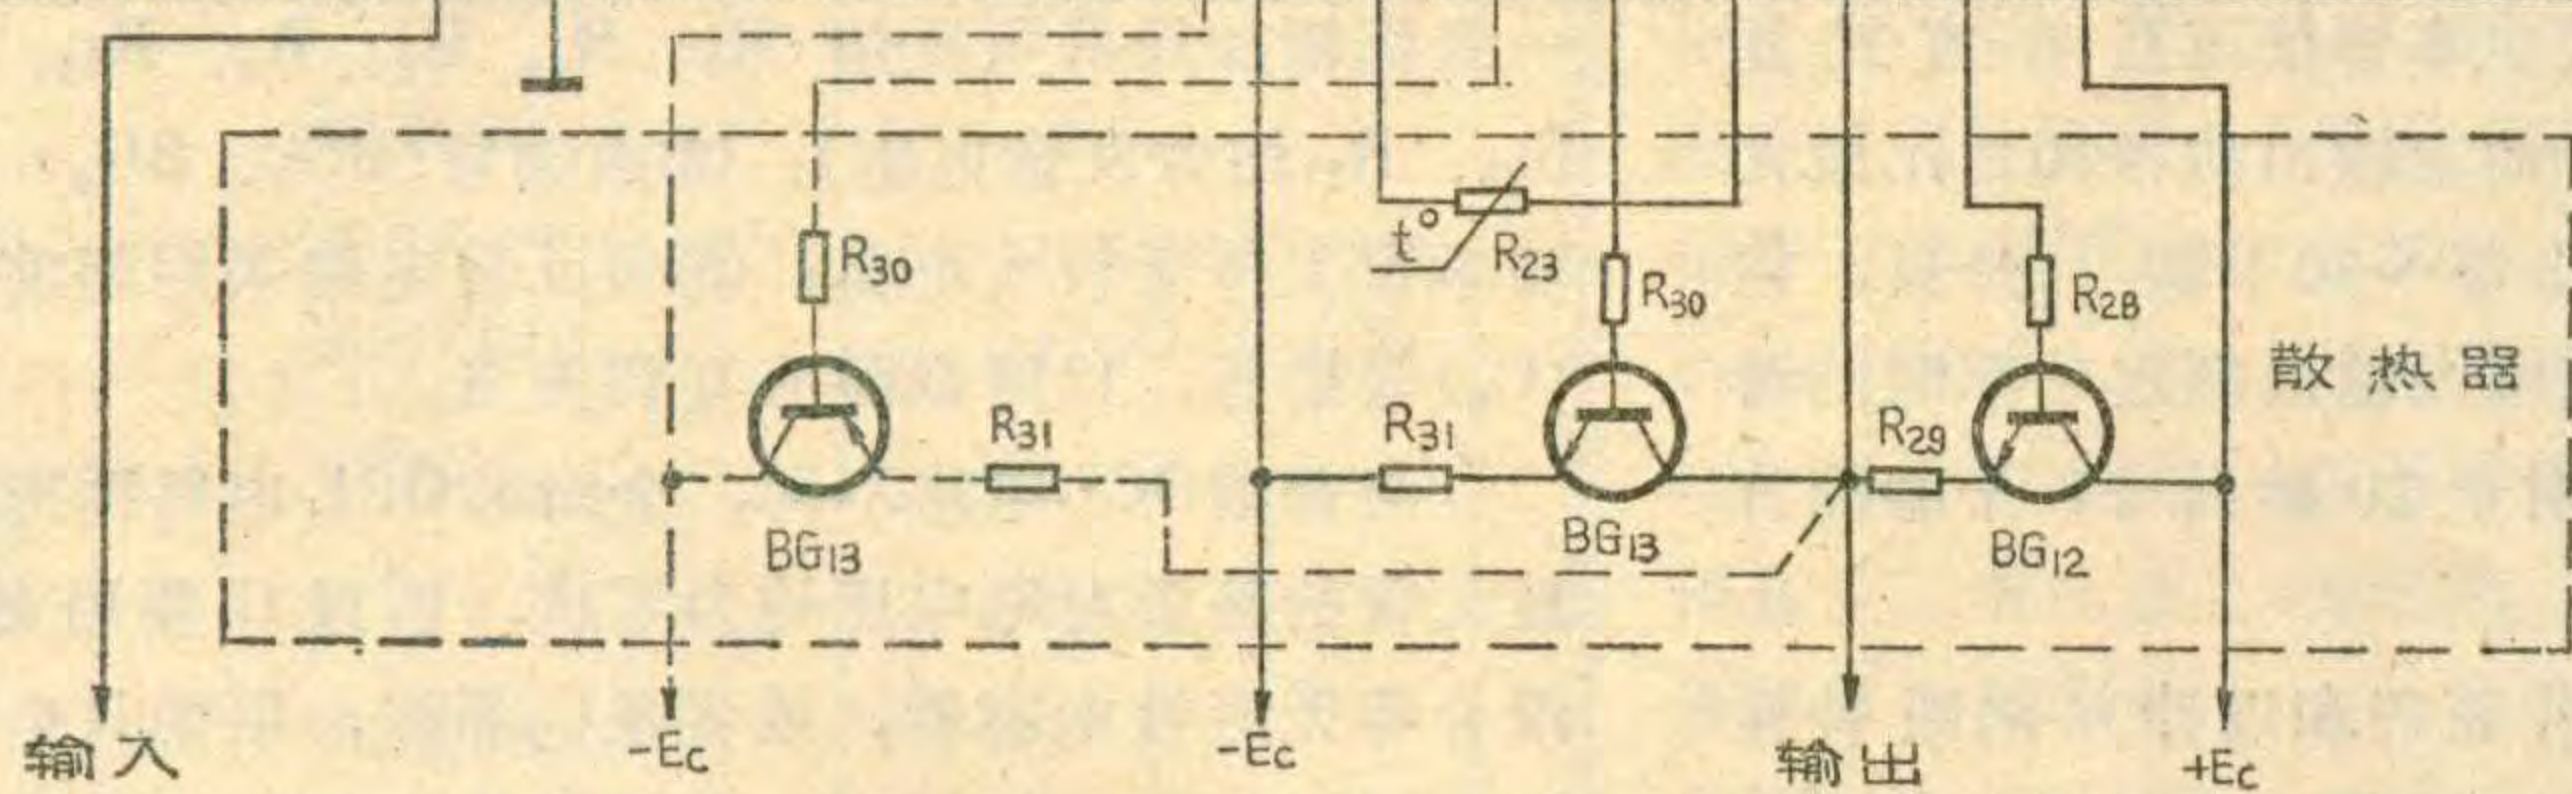 t°
R₂₃
R₃₀
R₃₀
R₂₈
散热器
R₃₁
R₃₁
R₂₉
BG₁₃
BG₁₃
BG₁₂
输入
-Ec
-Ec
输出
+Ec